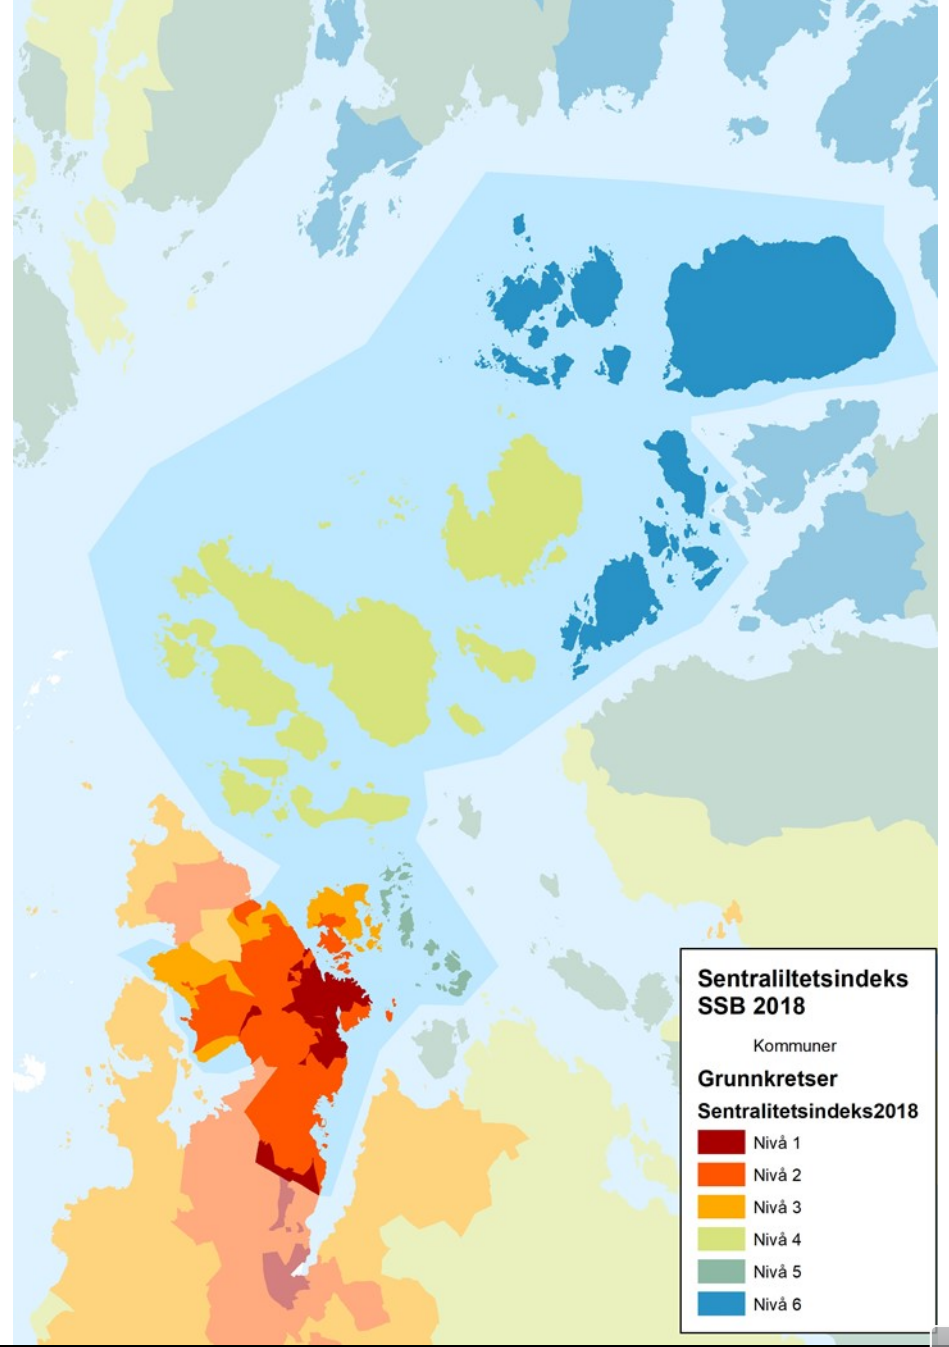 Sentraliltetsindeks
SSB 2018
Kommuner
Grunnkretser
Sentralitetsindeks2018
Nivå 1
Nivå 2
Nivå 3
Nivå 4
Nivå 5
Nivå 6